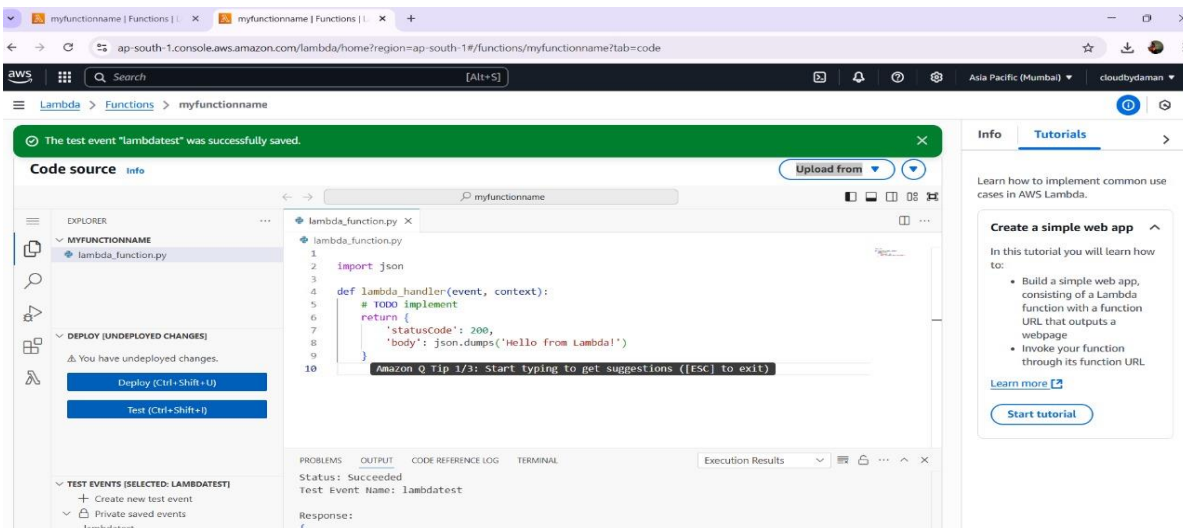 myfunctionname | Functions | L
myfunctionname | Functions | L
ap-south-1.console.aws.amazon.com/lambda/home?region=ap-south-1#/functions/myfunctionname?tab=code
aws
Search
[Alt+S]
Asia Pacific (Mumbai)
cloudbydaman
Lambda > Functions > myfunctionname
The test event "lambdatest" was successfully saved.
Code source Info
Upload from
myfunctionname
EXPLORER
MYFUNCTIONNAME
lambda_function.py
DEPLOY [UNDEPLOYED CHANGES]
You have undeployed changes.
Deploy (Ctrl+Shift+U)
Test (Ctrl+Shift+I)
TEST EVENTS [SELECTED: LAMBDATEST]
Create new test event
Private saved events
lambdatest
lambda_function.py
lambda_function.py
1
2 import json
3
4 def lambda_handler(event, context):
5 # TODO implement
6 return {
7 'statusCode': 200,
8 'body': json.dumps('Hello from Lambda!')
9 }
10 Amazon Q Tip 1/3: Start typing to get suggestions ([ESC] to exit)
PROBLEMS OUTPUT CODE REFERENCE LOG TERMINAL
Execution Results
Status: Succeeded
Test Event Name: lambdatest
Response:
{
Info Tutorials
Learn how to implement common use
cases in AWS Lambda.
Create a simple web app
In this tutorial you will learn how
to:
• Build a simple web app,
consisting of a Lambda
function with a function
URL that outputs a
webpage
• Invoke your function
through its function URL
Learn more
Start tutorial